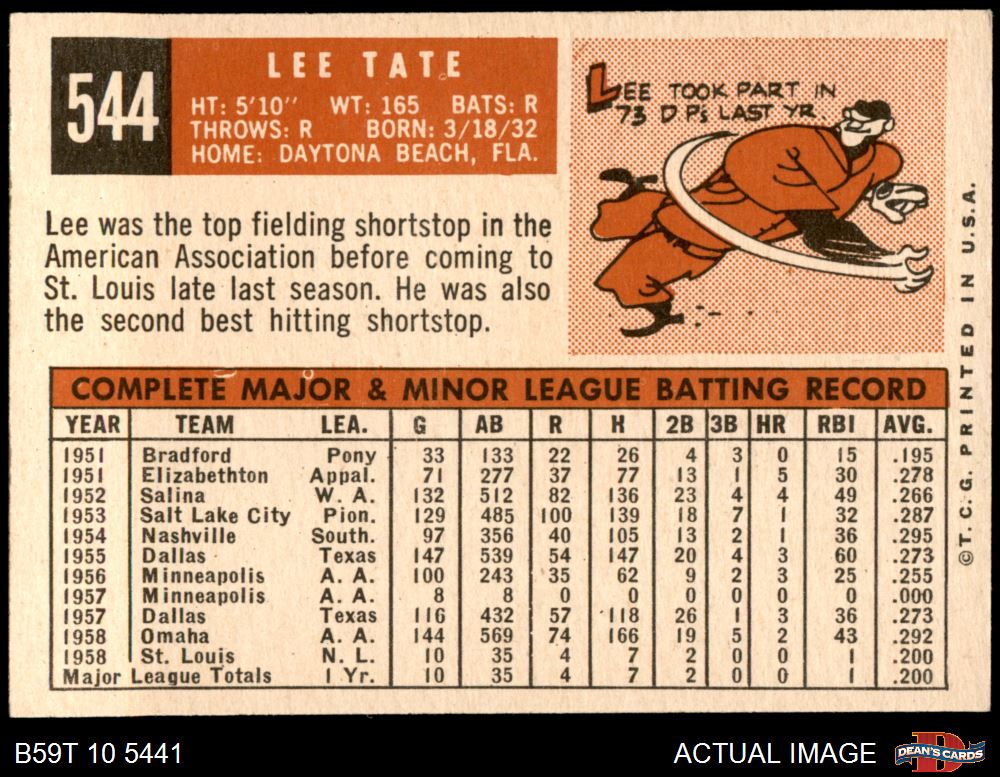 544
LEE TATE
HT: 5'10" WT: 165 BATS: R
THROWS: R BORN: 3/18/32
HOME: DAYTONA BEACH, FLA.
LEE TOOK PART IN
73 D P's LAST YR.
Lee was the top fielding shortstop in the
American Association before coming to
St. Louis late last season. He was also
the second best hitting shortstop.
COMPLETE MAJOR & MINOR LEAGUE BATTING RECORD
YEAR TEAM LEA. G AB R H 2B 3B HR RBI AVG.
1951 Bradford Pony 33 133 22 26 4 3 0 15 .195
1951 Elizabethton Appal. 71 277 37 77 13 1 5 30 .278
1952 Salina W. A. 132 512 82 136 23 4 4 49 .266
1953 Salt Lake City Pion. 129 485 100 139 18 7 1 32 .287
1954 Nashville South. 97 356 40 105 13 2 1 36 .295
1955 Dallas Texas 147 539 54 147 20 4 3 60 .273
1956 Minneapolis A. A. 100 243 35 62 9 2 3 25 .255
1957 Minneapolis A. A. 8 8 0 0 0 0 0 0 .000
1957 Dallas Texas 116 432 57 118 26 1 3 36 .273
1958 Omaha A. A. 144 569 74 166 19 5 2 43 .292
1958 St. Louis N. L. 10 35 4 7 2 0 0 1 .200
Major League Totals 1 Yr. 10 35 4 7 2 0 0 1 .200
©T.C.G. PRINTED IN U.S.A.
B59T 10 5441
ACTUAL IMAGE
DEAN'S CARDS